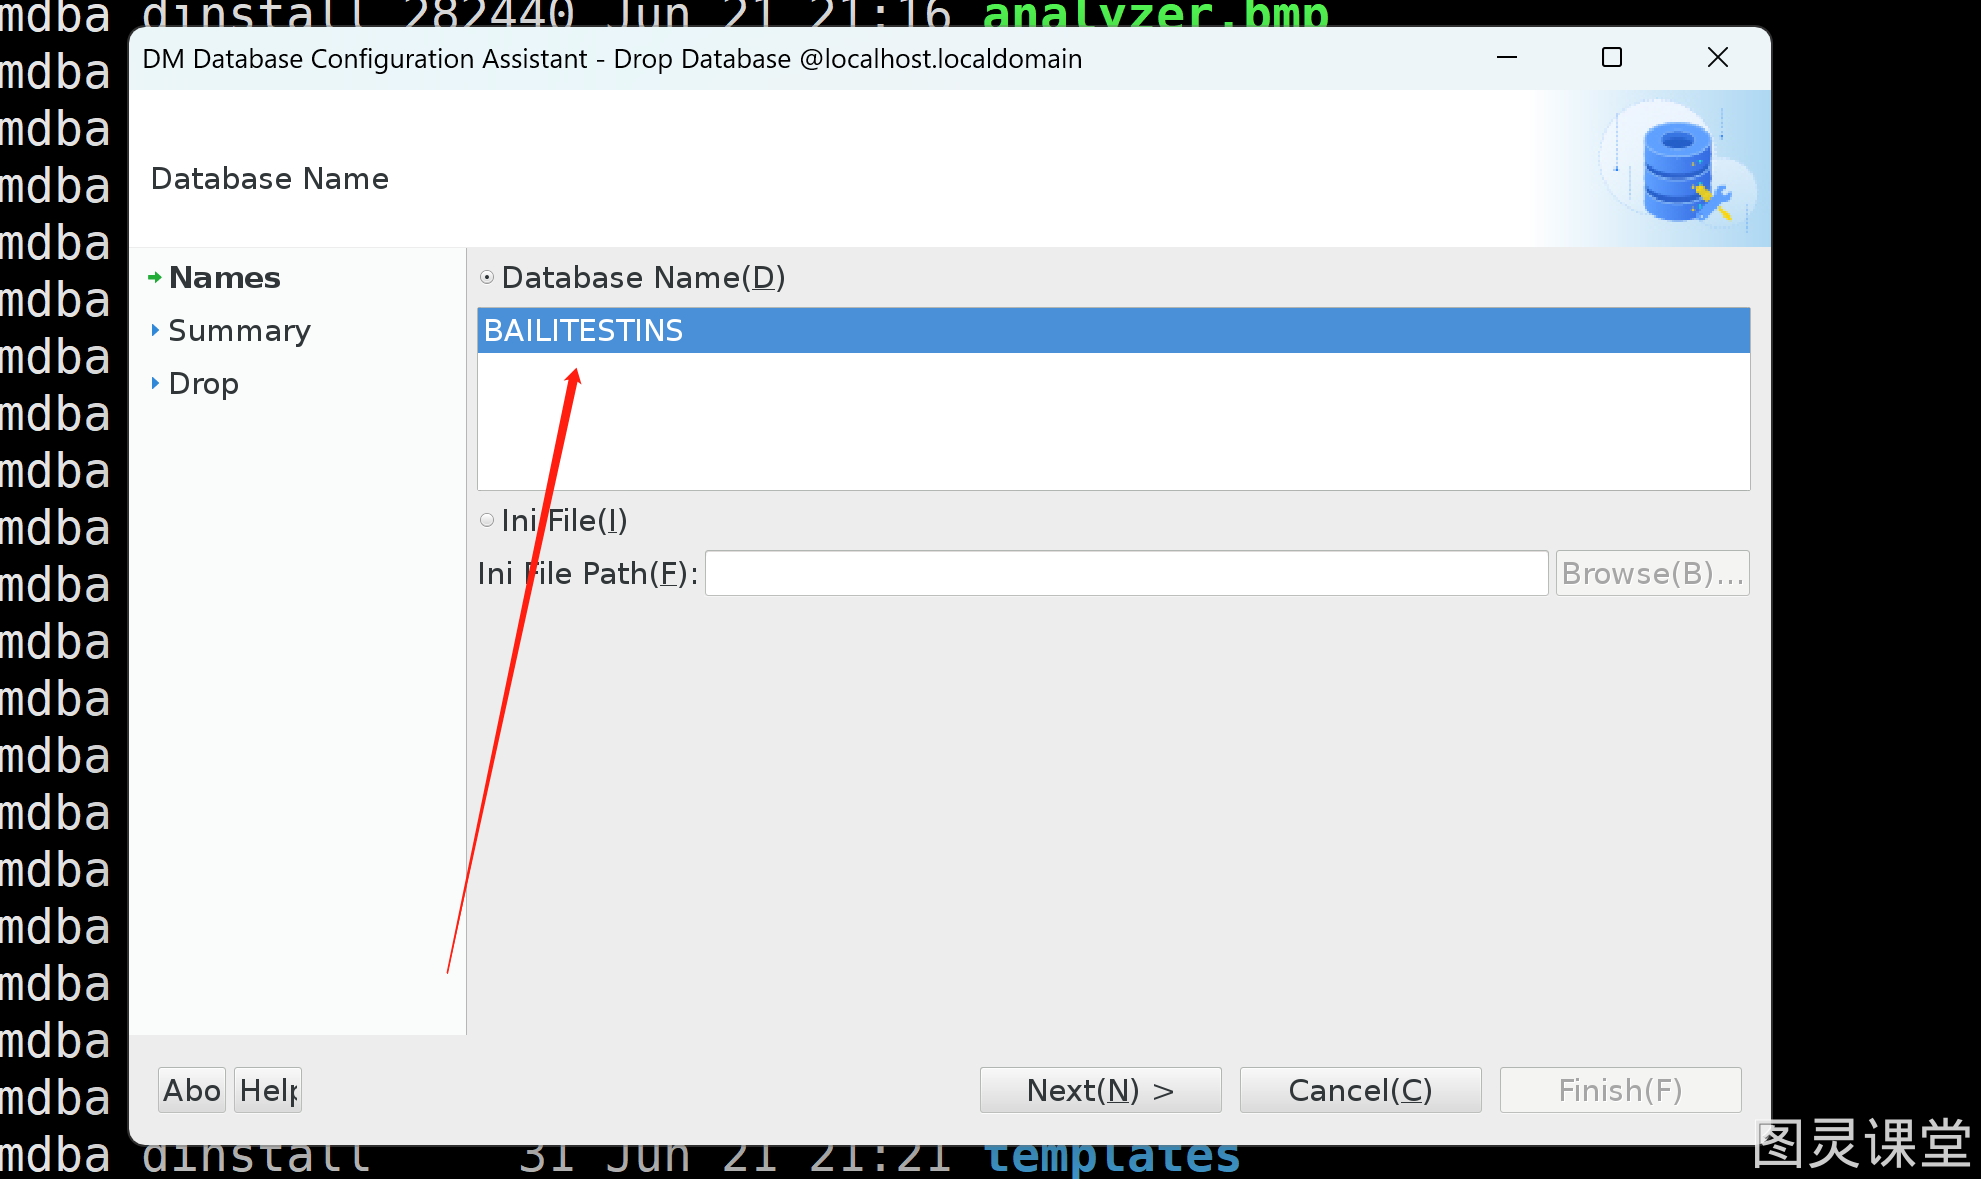 mdba dinstall 282440 Jun 21 21:16 analyzer.bmp
DM Database Configuration Assistant - Drop Database @localhost.localdomain
mdba
mdba
Database Name
mdba
mdba
Names
Database Name(D)
mdba
Summary
BAILITESTINS
mdba
Drop
mdba
mdba
Ini File(I)
mdba
Ini File Path(F):
Browse(B)...
mdba
mdba
mdba
mdba
mdba
mdba
mdba
mdba
mdba
Abo
Help
Next(N) >
Cancel(C)
Finish(F)
mdba
mdba dinstall 31 Jun 21 21:21 templates
图灵课堂